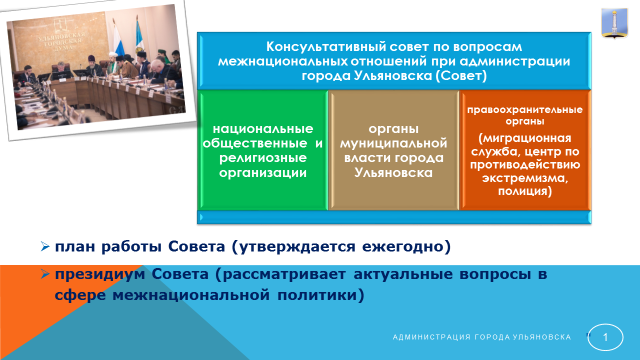 Консультативный совет по вопросам
межнациональных отношений при администрации
города Ульяновска (Совет)
национальные
общественные и
религиозные
организации
органы
муниципальной
власти города
Ульяновска
правоохранительные
органы
(миграционная
служба, центр по
противодействию
экстремизма,
полиция)
план работы Совета (утверждается ежегодно)
президиум Совета (рассматривает актуальные вопросы в
сфере межнациональной политики)
АДМИНИСТРАЦИЯ ГОРОДА УЛЬЯНОВСКА
1